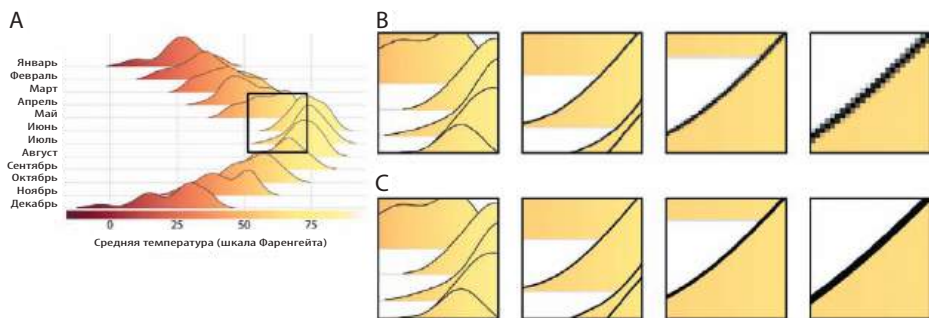 A
Январь
Февраль
Март
Апрель
Май
Июнь
Июль
Август
Сентябрь
Октябрь
Ноябрь
Декабрь
0 25 50 75
Средняя температура (шкала Фаренгейта)
B
C